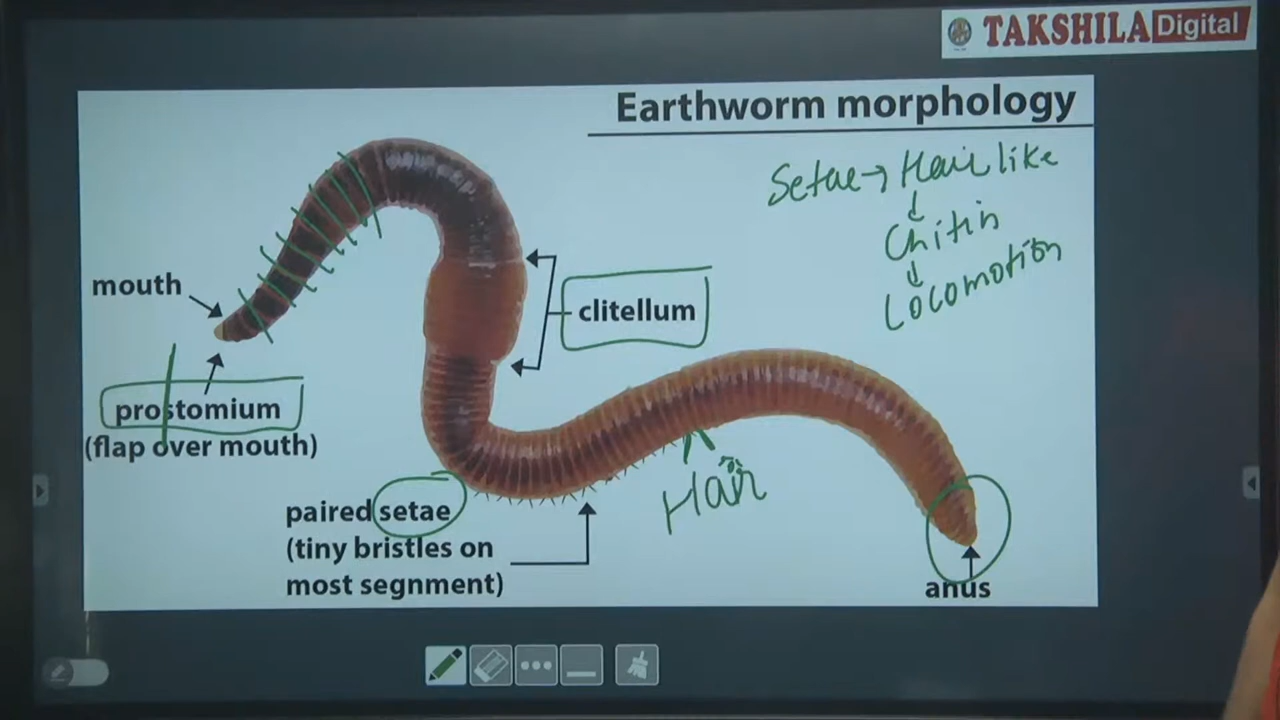 TAKSHILA Digital
Earthworm morphology
Setae → Hair like
↓
Chitin
↓
Locomotion
mouth
clitellum
prostomium
(flap over mouth)
Hair
paired setae
(tiny bristles on
most segnment)
anus